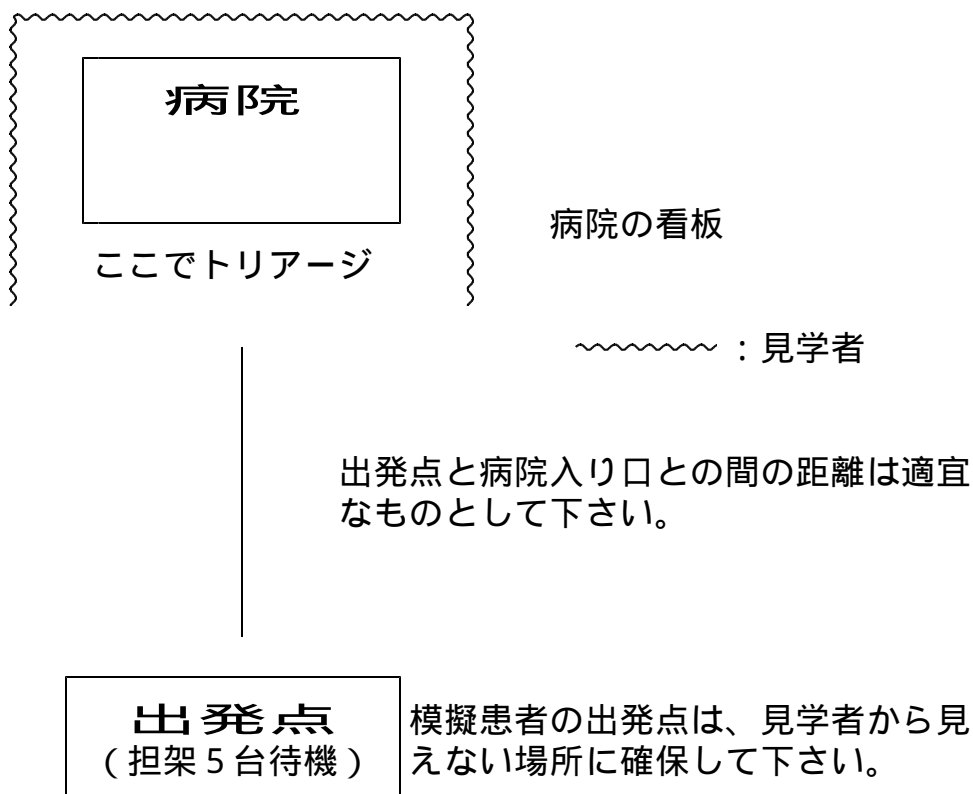 病院
病院の看板
ここでトリアージ
:見学者
出発点と病院入り口との間の距離は適宜
なものとして下さい。
出発点
(担架5台待機)
模擬患者の出発点は、見学者から見
えない場所に確保して下さい。